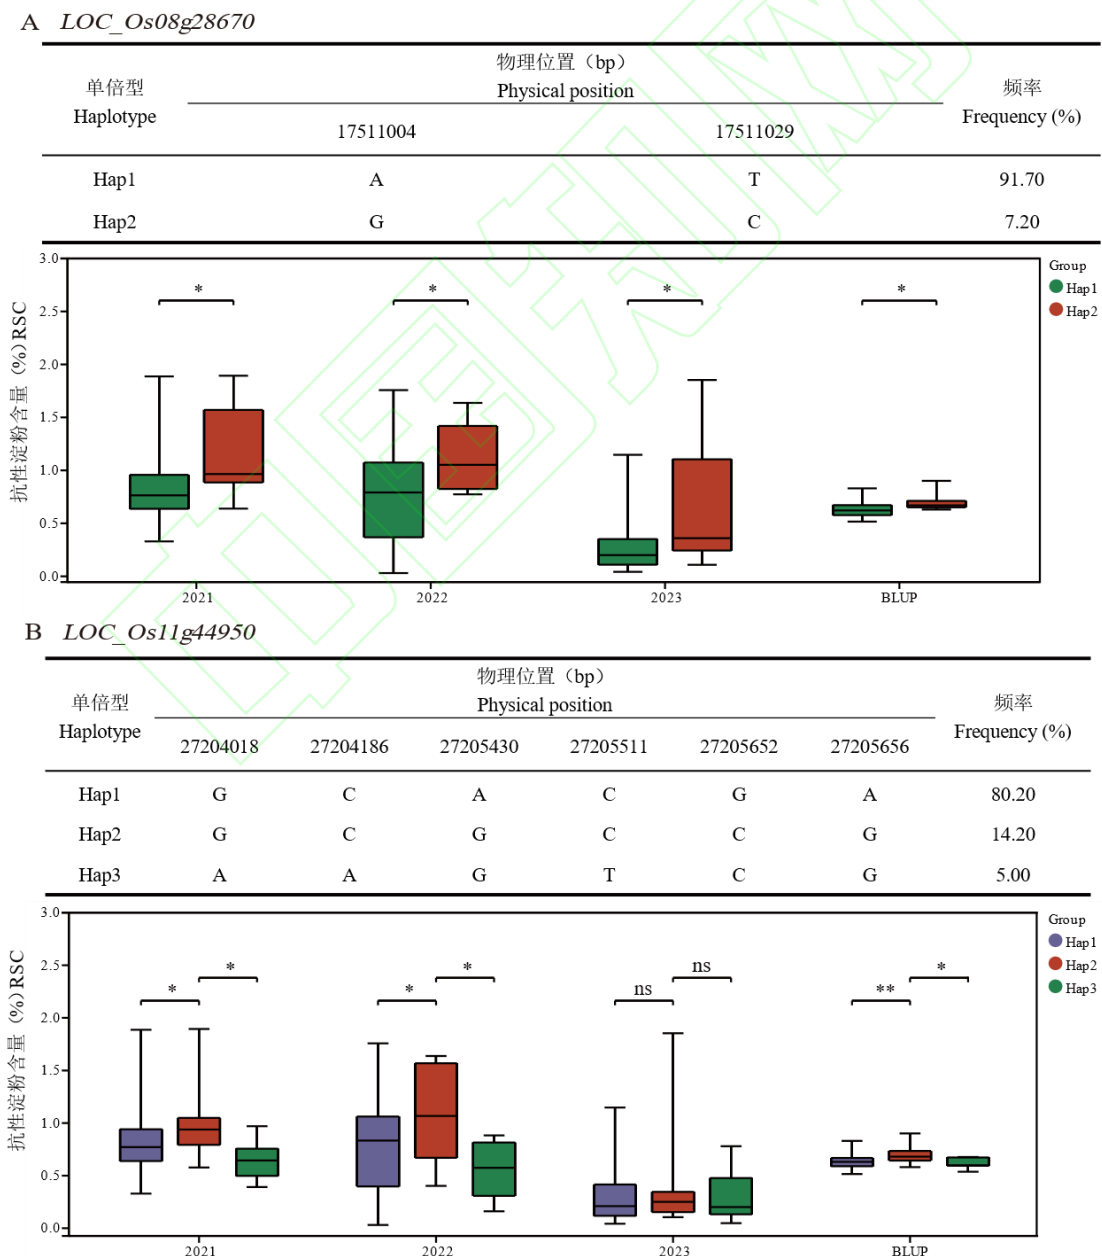 A LOC_Os08g28670
单倍型
Haplotype
物理位置（bp）
Physical position
频率
Frequency (%)
17511004 17511029
Hap1 A T 91.70
Hap2 G C 7.20
抗性淀粉含量 (%) RSC
3.0
2.5
2.0
1.5
1.0
0.5
0.0
* * * *
Group
Hap1
Hap2
2021 2022 2023 BLUP
B LOC_Os11g44950
单倍型
Haplotype
物理位置（bp）
Physical position
频率
Frequency (%)
27204018 27204186 27205430 27205511 27205652 27205656
Hap1 G C A C G A 80.20
Hap2 G C G C C G 14.20
Hap3 A A G T C G 5.00
抗性淀粉含量 (%) RSC
3.0
2.5
2.0
1.5
1.0
0.5
0.0
* * * * ns ns ** *
Group
Hap1
Hap2
Hap3
2021 2022 2023 BLUP